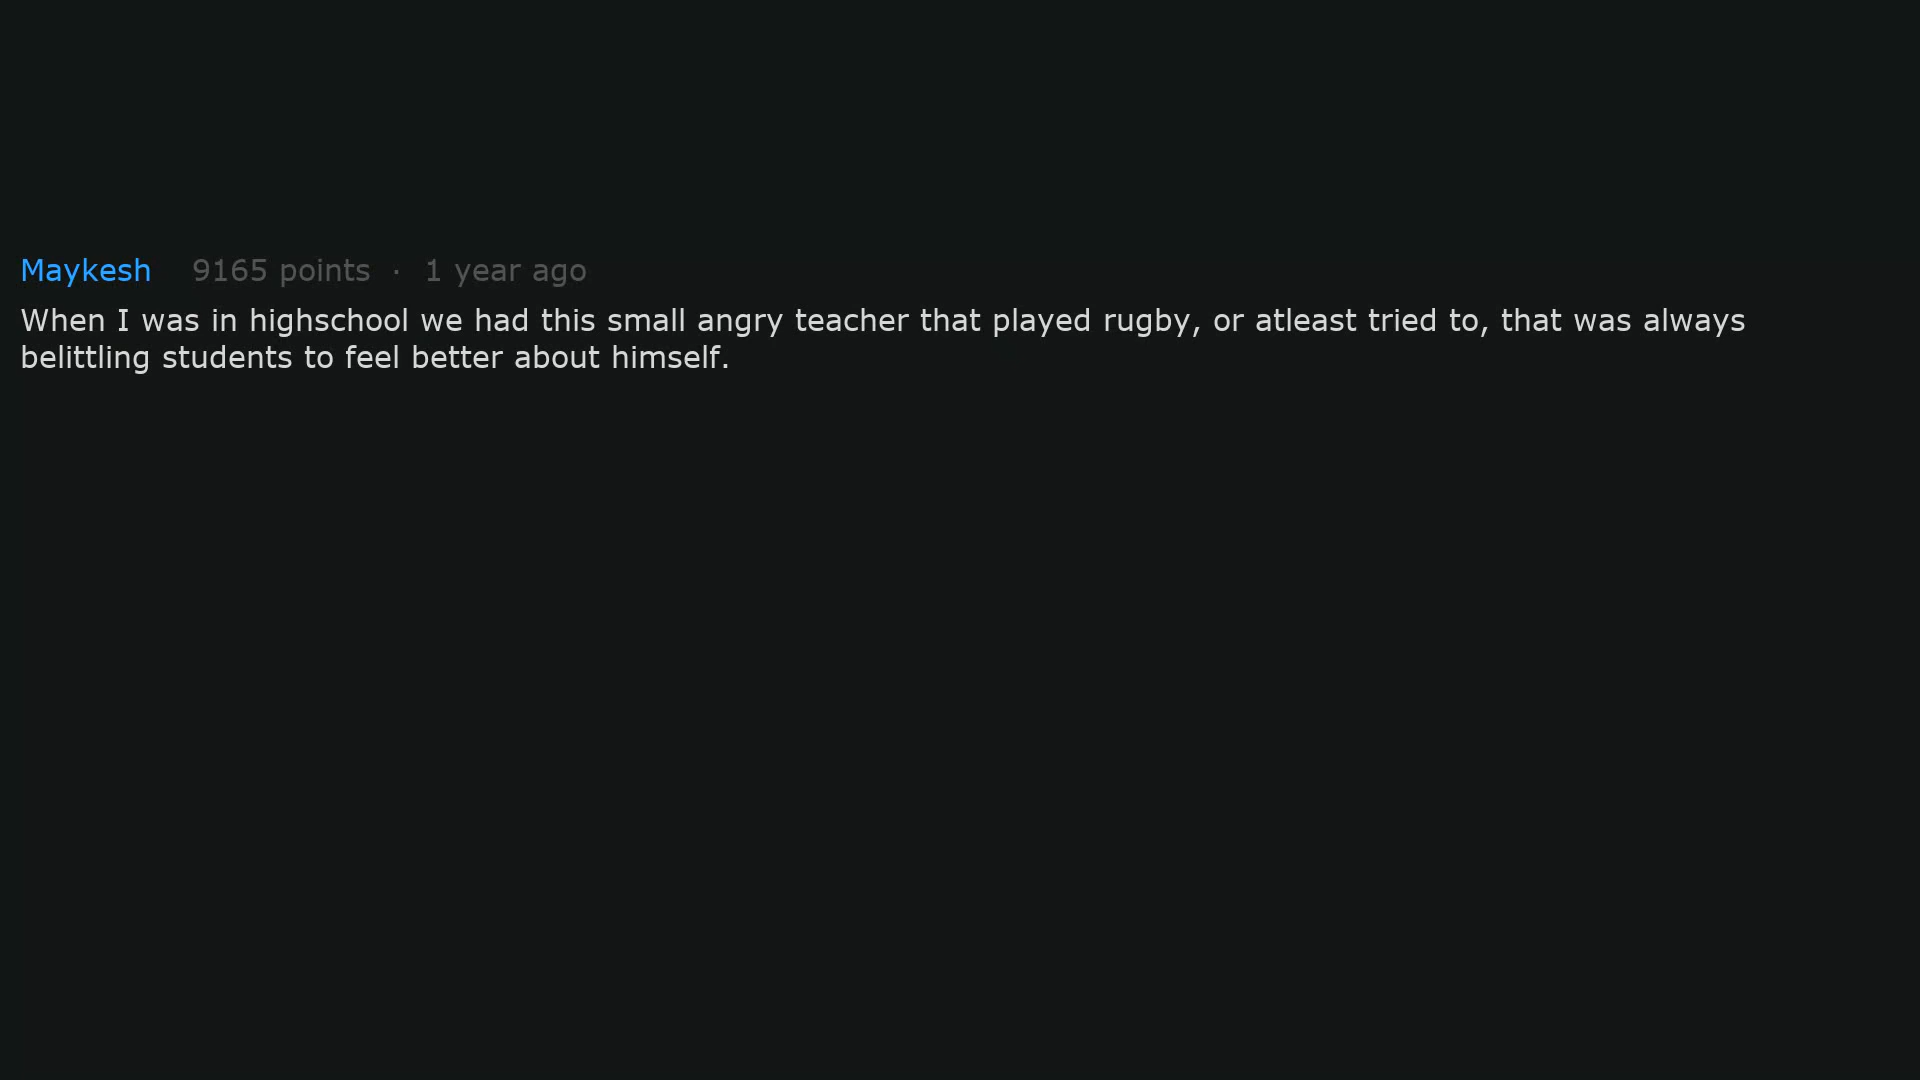 Maykesh 9165 points · 1 year ago
When I was in highschool we had this small angry teacher that played rugby, or atleast tried to, that was always
belittling students to feel better about himself.